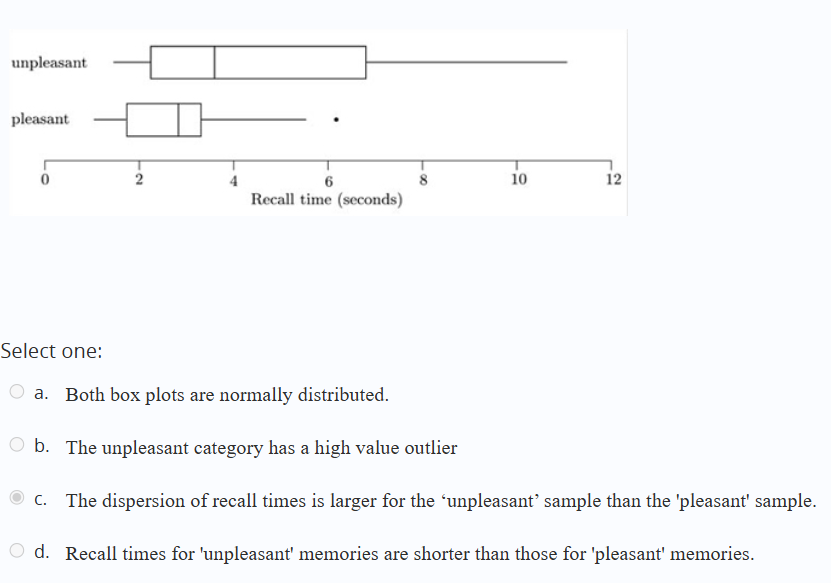 unpleasant
pleasant
0 2 4 6 8 10 12
Recall time (seconds)
Select one:
a. Both box plots are normally distributed.
b. The unpleasant category has a high value outlier
c. The dispersion of recall times is larger for the ‘unpleasant’ sample than the 'pleasant' sample.
d. Recall times for 'unpleasant' memories are shorter than those for 'pleasant' memories.